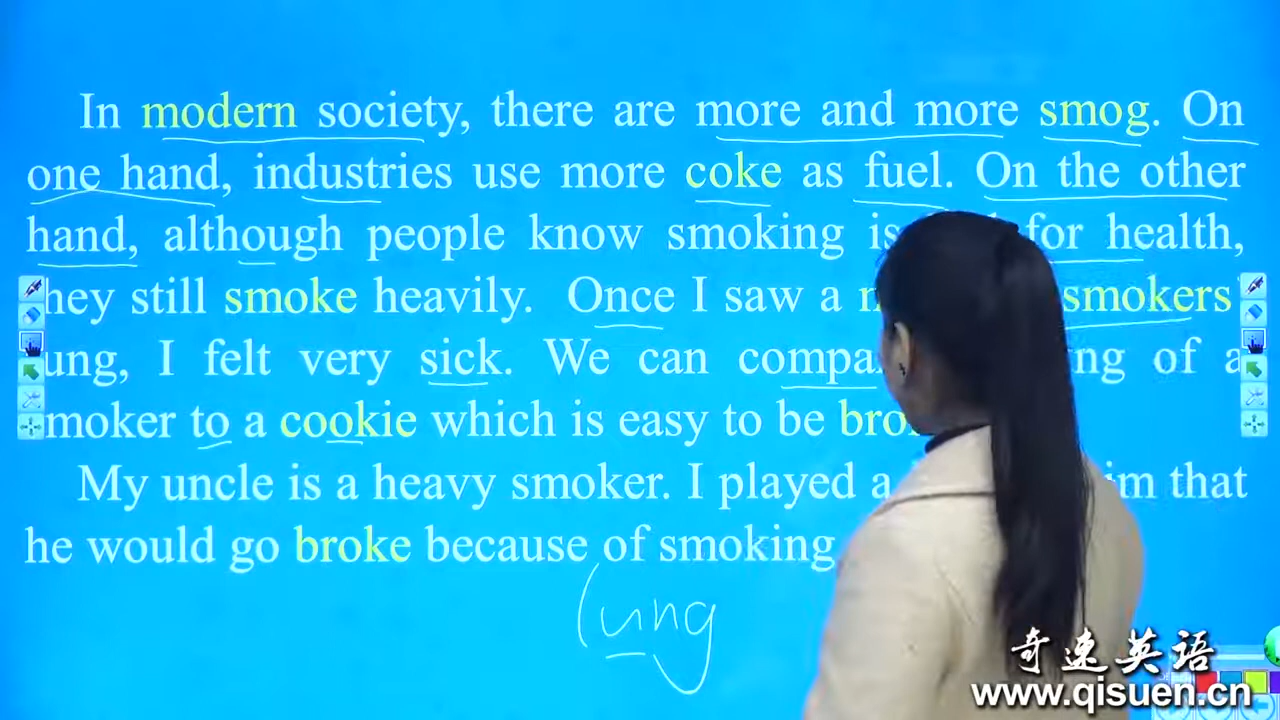 In modern society, there are more and more smog. On
one hand, industries use more coke as fuel. On the other
hand, although people know smoking is for health,
hey still smoke heavily. Once I saw a smokers
ung, I felt very sick. We can compa ng of a
moker to a cookie which is easy to be bro
My uncle is a heavy smoker. I played a im that
he would go broke because of smoking
lung
奇速英语
www.qisuen.cn